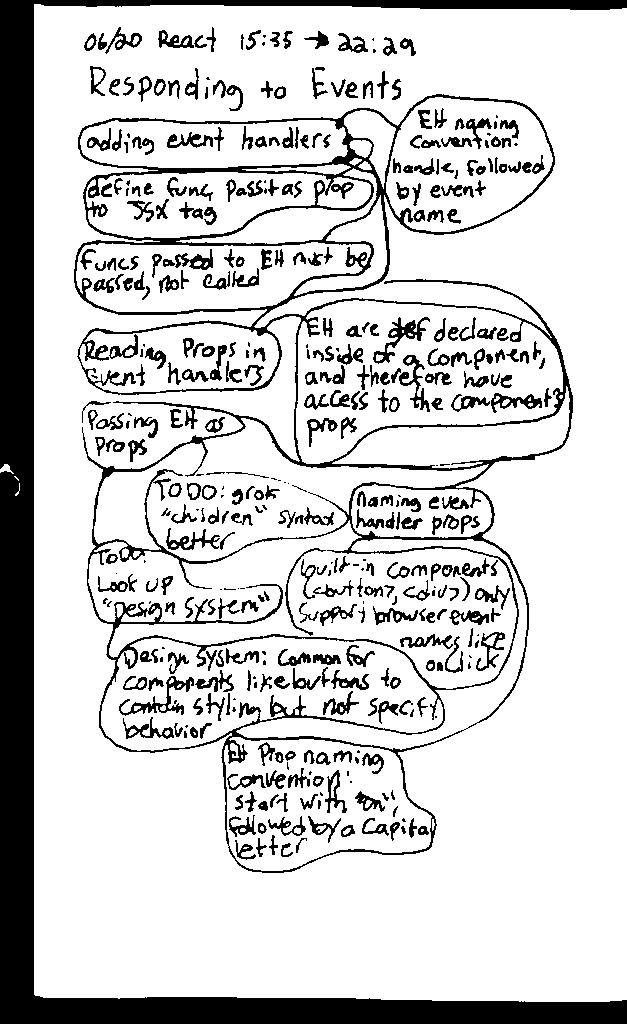 06/20 React 15:35 → 22:29
Responding to Events
adding event handlers
EH naming
convention:
handle, followed
by event
name
define func, pass it as prop
to JSX tag
Funcs passed to EH must be
passed, not called
Reading Props in
Event handlers
EH are def declared
inside of a component,
and therefore have
access to the component's
props
Passing EH as
Props
TODO: grok
"children" syntax
better
naming event
handler props
TODO:
Look up
"Design System"
built-in components
(<button>, <div>) only
support browser event
names like
onClick
Design System: Common for
components like buttons to
contain styling but not specify
behavior
EH Prop naming
convention:
start with "on",
followed by a Capital
letter